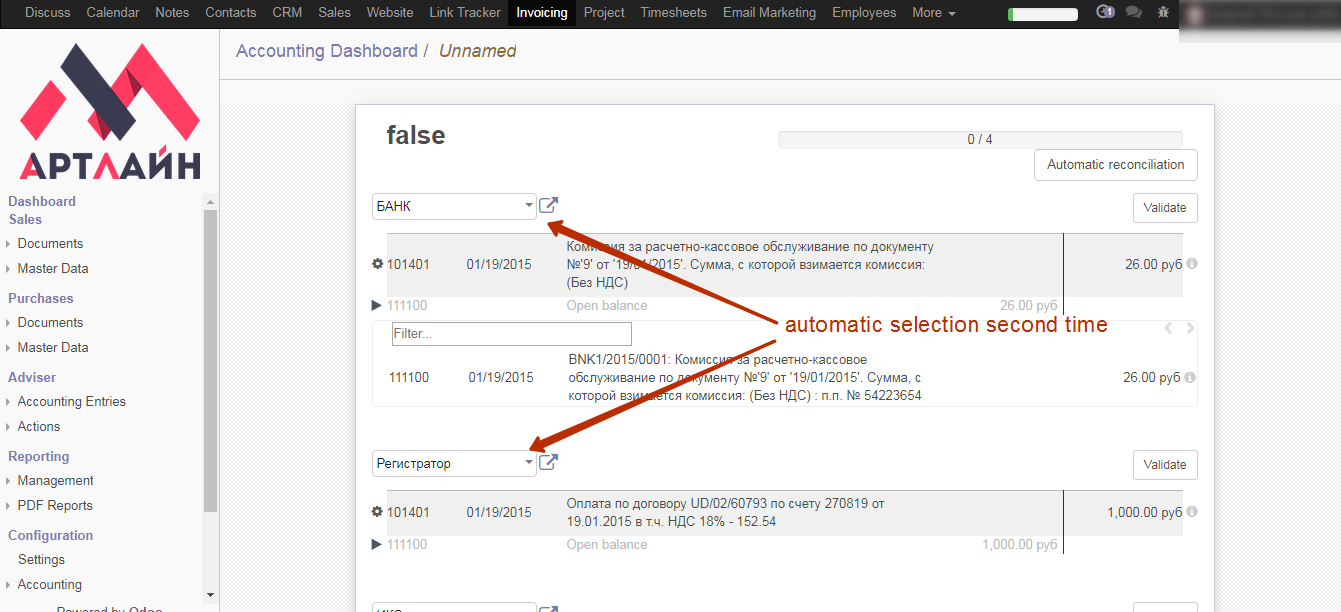 Discuss Calendar Notes Contacts CRM Sales Website Link Tracker Invoicing Project Timesheets Email Marketing Employees More 1
Accounting Dashboard / Unnamed
АРТЛАЙН
Dashboard
Sales
Documents
Master Data
Purchases
Documents
Master Data
Adviser
Accounting Entries
Actions
Reporting
Management
PDF Reports
Configuration
Settings
Accounting
Powered by Odoo
false
0 / 4
Automatic reconciliation
БАНК
Validate
101401 01/19/2015 Комиссия за расчетно-кассовое обслуживание по документу
№'9' от '19/01/2015'. Сумма, с которой взимается комиссия: 26.00 руб
(Без НДС)
111100 Open balance 26.00 руб
automatic selection second time
Filter...
BNK1/2015/0001: Комиссия за расчетно-кассовое
111100 01/19/2015 обслуживание по документу №'9' от '19/01/2015'. Сумма, с 26.00 руб
которой взимается комиссия: (Без НДС) : п.п. № 54223654
Регистратор
Validate
101401 01/19/2015 Оплата по договору UD/02/60793 по счету 270819 от 1,000.00 руб
19.01.2015 в т.ч. НДС 18% - 152.54
111100 Open balance 1,000.00 руб